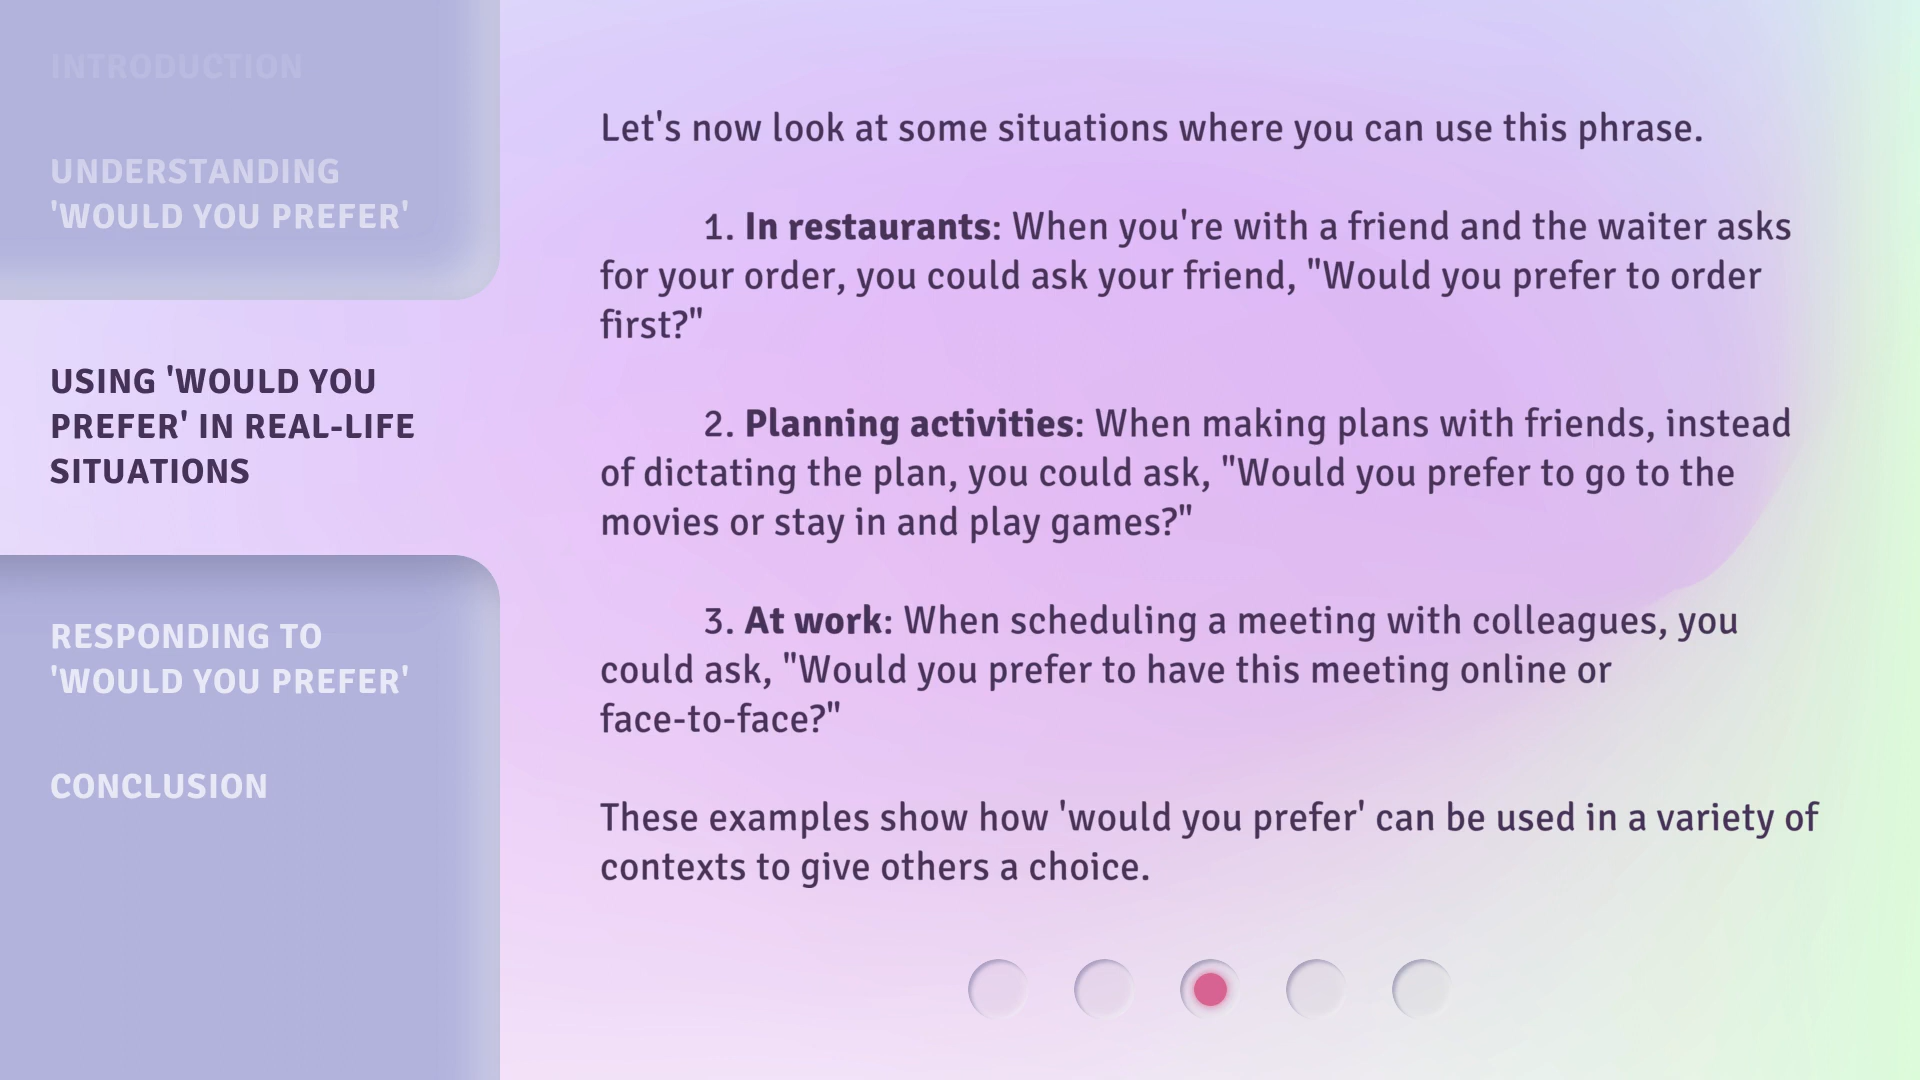 INTRODUCTION
UNDERSTANDING
'WOULD YOU PREFER'
USING 'WOULD YOU
PREFER' IN REAL-LIFE
SITUATIONS
RESPONDING TO
'WOULD YOU PREFER'
CONCLUSION
Let's now look at some situations where you can use this phrase.
1. In restaurants: When you're with a friend and the waiter asks
for your order, you could ask your friend, "Would you prefer to order
first?"
2. Planning activities: When making plans with friends, instead
of dictating the plan, you could ask, "Would you prefer to go to the
movies or stay in and play games?"
3. At work: When scheduling a meeting with colleagues, you
could ask, "Would you prefer to have this meeting online or
face-to-face?"
These examples show how 'would you prefer' can be used in a variety of
contexts to give others a choice.